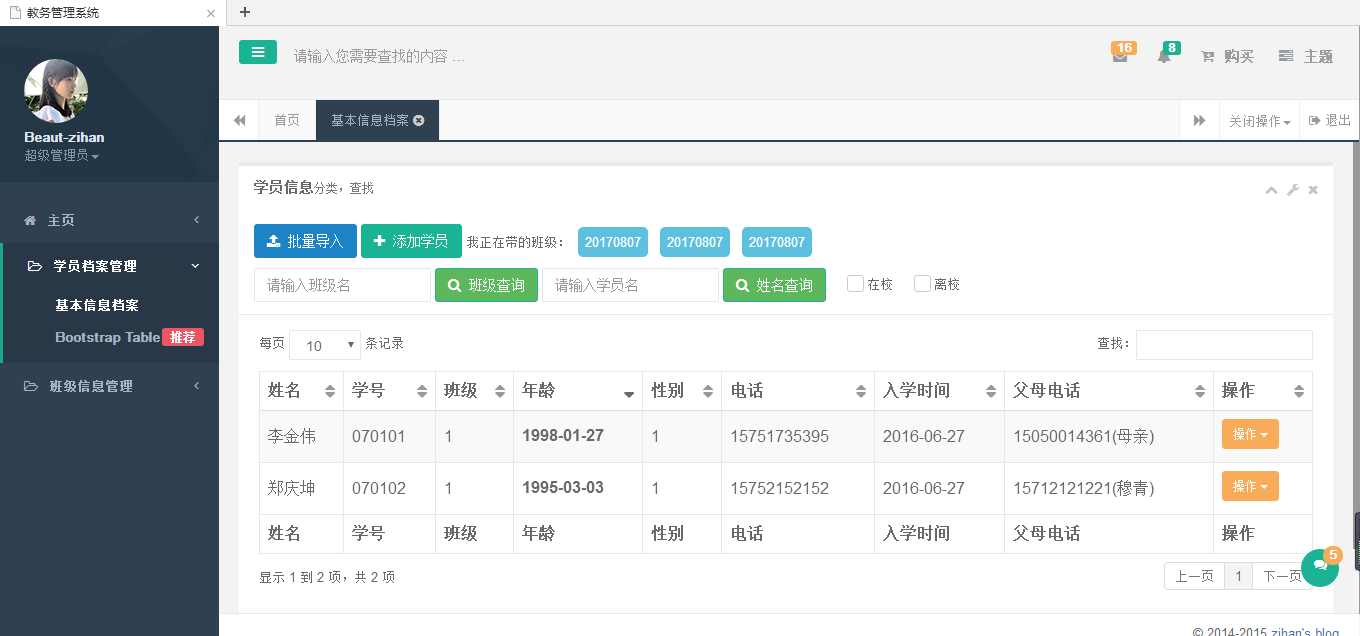 教务管理系统
请输入您需要查找的内容 …
16
8
购买
主题
Beaut-zihan
超级管理员
首页
基本信息档案
关闭操作
退出
主页
学员档案管理
基本信息档案
Bootstrap Table 推荐
班级信息管理
学员信息分类，查找
批量导入 添加学员 我正在带的班级： 20170807 20170807 20170807
请输入班级名 班级查询 请输入学员名 姓名查询 在校 离校
每页 10 条记录 查找：
姓名 学号 班级 年龄 性别 电话 入学时间 父母电话 操作
李金伟 070101 1 1998-01-27 1 15751735395 2016-06-27 15050014361(母亲) 操作
郑庆坤 070102 1 1995-03-03 1 15752152152 2016-06-27 15712121221(穆青) 操作
姓名 学号 班级 年龄 性别 电话 入学时间 父母电话 操作
显示 1 到 2 项，共 2 项
上一页 1 下一页
5
© 2014-2015 zihan's blog